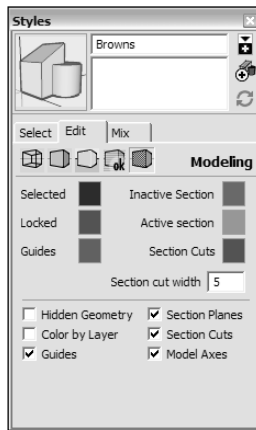 Styles
Browns
Select Edit Mix
ok
Modeling
Selected Inactive Section
Locked Active section
Guides Section Cuts
Section cut width 5
Hidden Geometry Section Planes
Color by Layer Section Cuts
Guides Model Axes